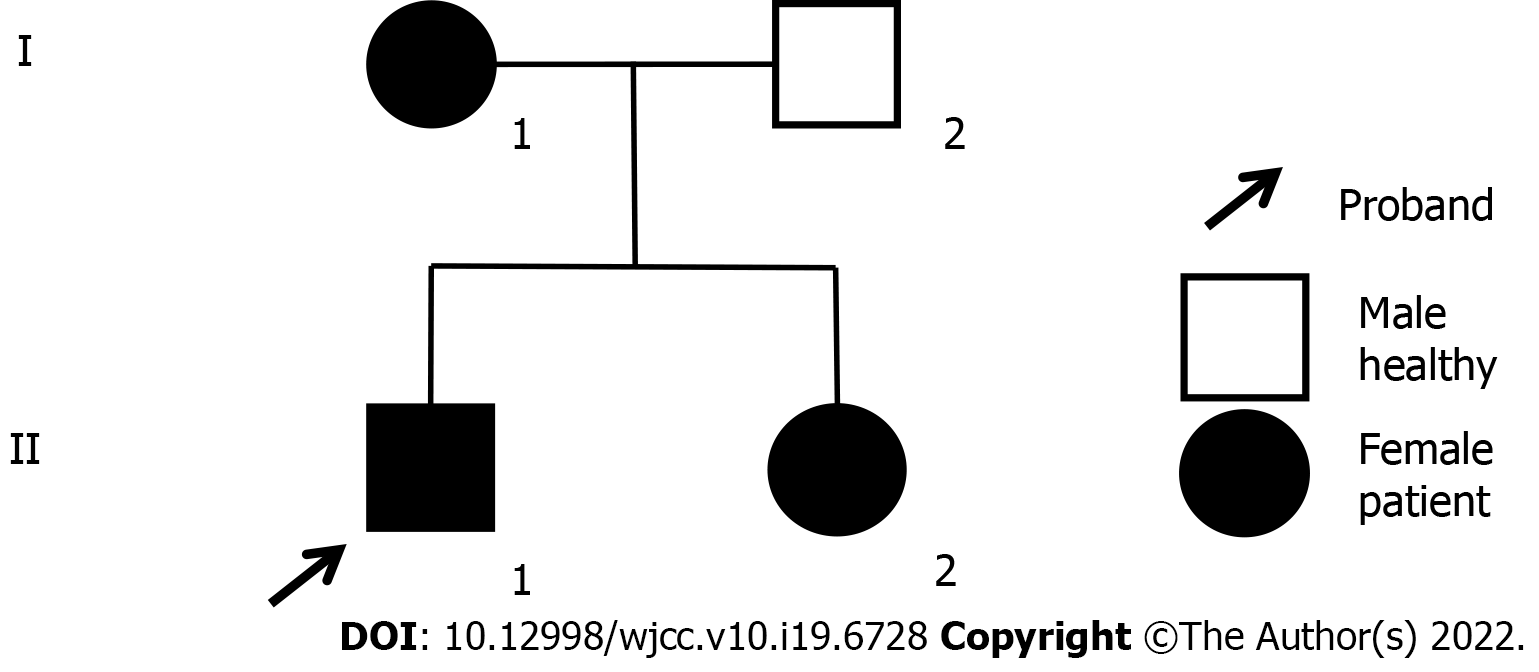 I
1
2
Proband
Male
healthy
II
Female
patient
1
2
DOI: 10.12998/wjcc.v10.i19.6728 Copyright ©The Author(s) 2022.